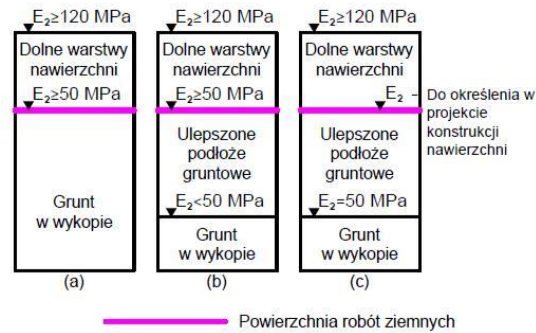 E₂≥120 MPa
Dolne warstwy
nawierzchni
E₂≥50 MPa
Grunt
w wykopie
(a)
E₂≥120 MPa
Dolne warstwy
nawierzchni
E₂≥50 MPa
Ulepszone
podłoże
gruntowe
E₂<50 MPa
Grunt
w wykopie
(b)
E₂≥120 MPa
Dolne warstwy
nawierzchni
E₂ - Do określenia w
projekcie
konstrukcji
nawierzchni
Ulepszone
podłoże
gruntowe
E₂=50 MPa
Grunt
w wykopie
(c)
Powierzchnia robót ziemnych